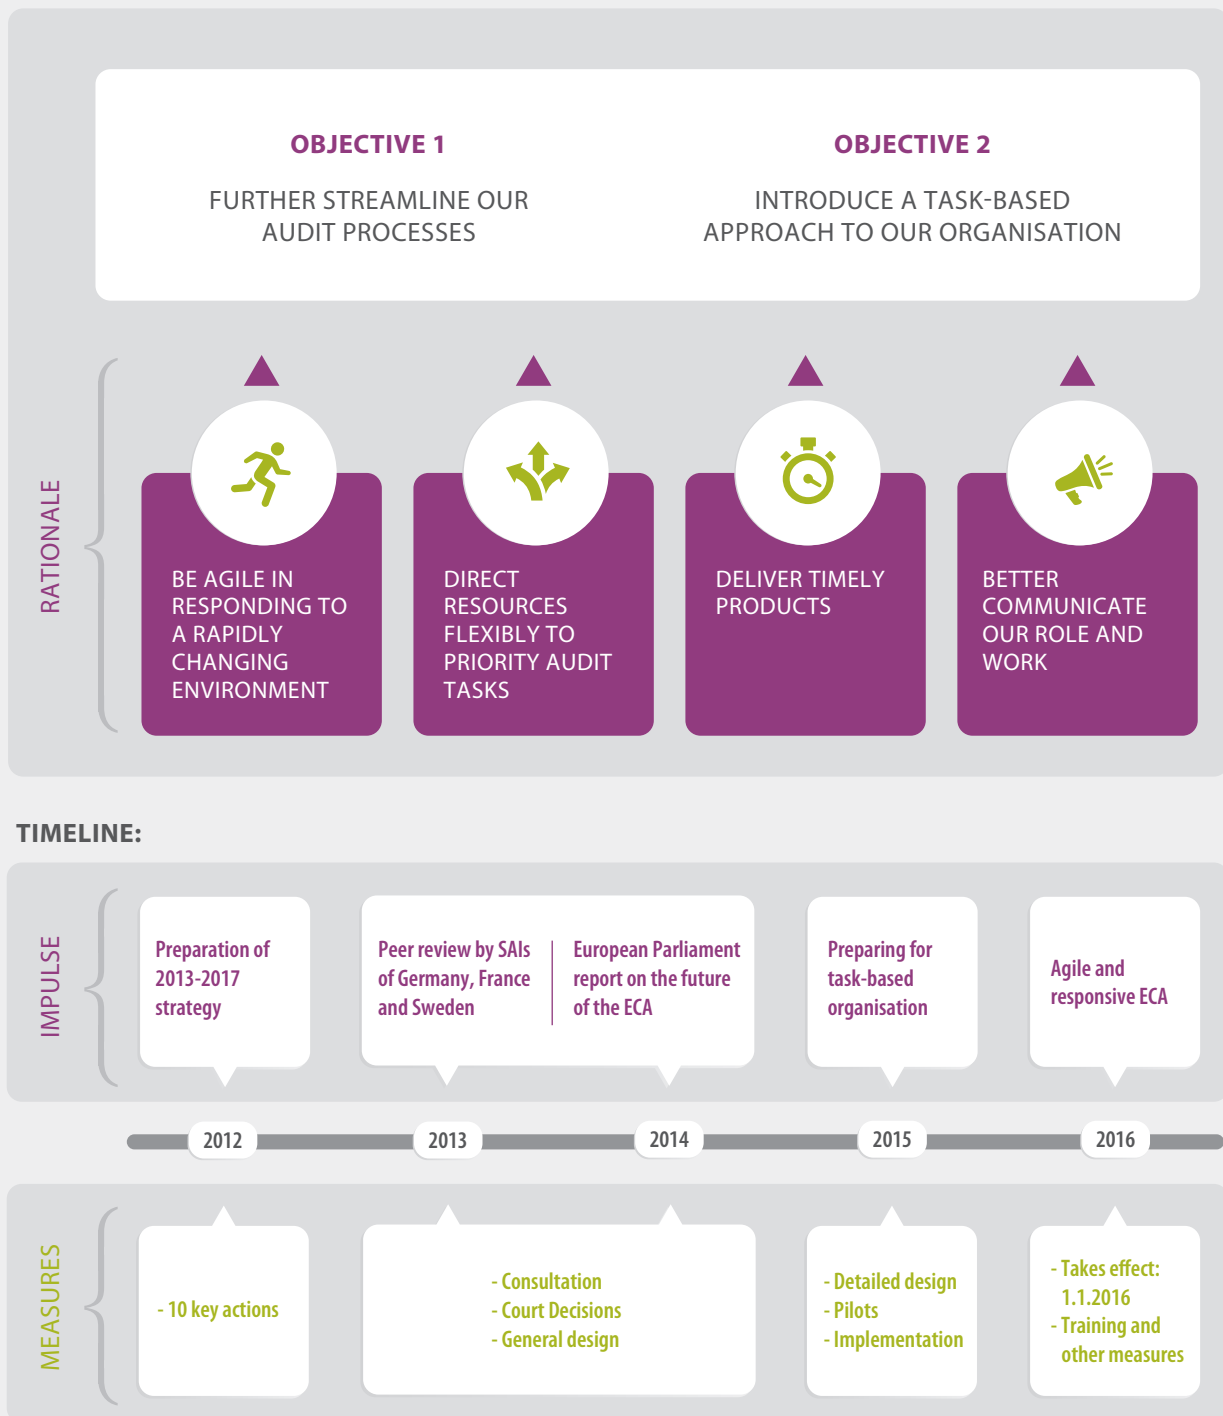 OBJECTIVE 1
FURTHER STREAMLINE OUR
AUDIT PROCESSES
OBJECTIVE 2
INTRODUCE A TASK-BASED
APPROACH TO OUR ORGANISATION
RATIONALE
BE AGILE IN
RESPONDING TO
A RAPIDLY
CHANGING
ENVIRONMENT
DIRECT
RESOURCES
FLEXIBLY TO
PRIORITY AUDIT
TASKS
DELIVER TIMELY
PRODUCTS
BETTER
COMMUNICATE
OUR ROLE AND
WORK
TIMELINE:
IMPULSE
Preparation of
2013-2017
strategy
Peer review by SAIs
of Germany, France
and Sweden
European Parliament
report on the future
of the ECA
Preparing for
task-based
organisation
Agile and
responsive ECA
2012
2013
2014
2015
2016
MEASURES
- 10 key actions
- Consultation
- Court Decisions
- General design
- Detailed design
- Pilots
- Implementation
- Takes effect:
1.1.2016
- Training and
other measures